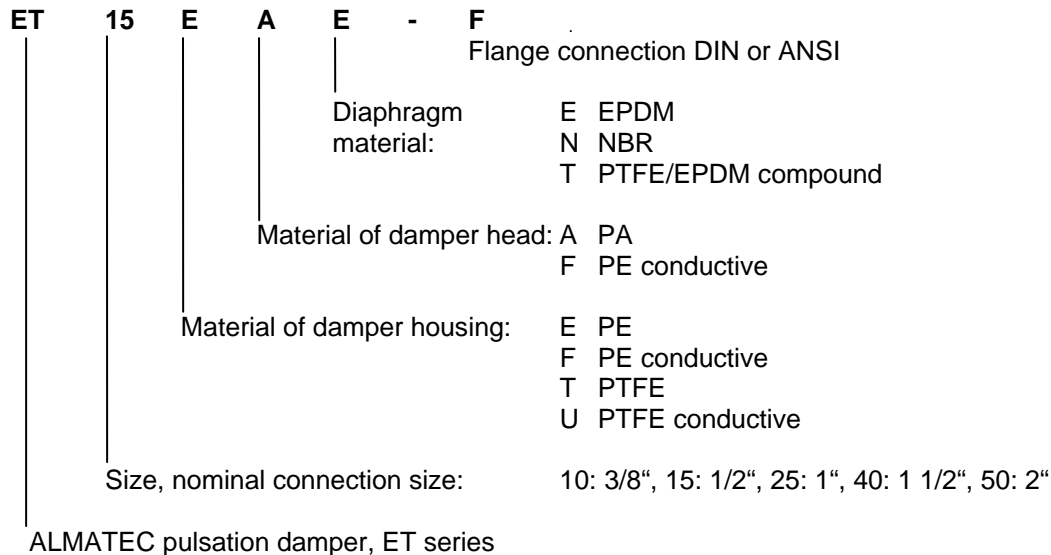 ET 15 E A E - F
Flange connection DIN or ANSI
Diaphragm E EPDM
material: N NBR
T PTFE/EPDM compound
Material of damper head: A PA
F PE conductive
Material of damper housing: E PE
F PE conductive
T PTFE
U PTFE conductive
Size, nominal connection size: 10: 3/8“, 15: 1/2“, 25: 1“, 40: 1 1/2“, 50: 2“
ALMATEC pulsation damper, ET series